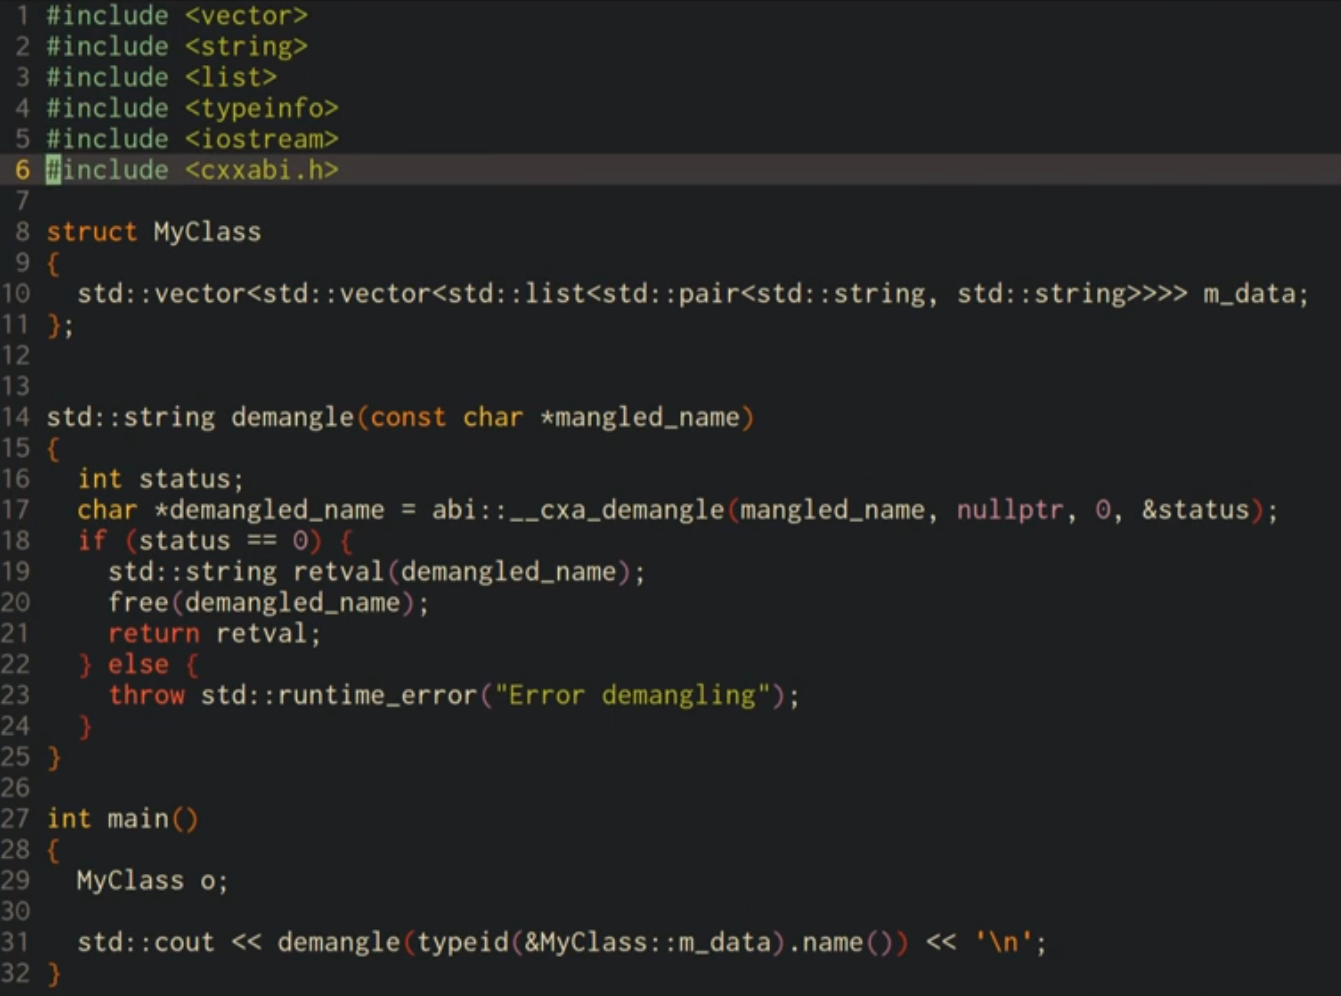 1 #include <vector>
2 #include <string>
3 #include <list>
4 #include <typeinfo>
5 #include <iostream>
6 #include <cxxabi.h>
7
8 struct MyClass
9 {
10   std::vector<std::vector<std::list<std::pair<std::string, std::string>>>> m_data;
11 };
12
13
14 std::string demangle(const char *mangled_name)
15 {
16   int status;
17   char *demangled_name = abi::__cxa_demangle(mangled_name, nullptr, 0, &status);
18   if (status == 0) {
19     std::string retval(demangled_name);
20     free(demangled_name);
21     return retval;
22   } else {
23     throw std::runtime_error("Error demangling");
24   }
25 }
26
27 int main()
28 {
29   MyClass o;
30
31   std::cout << demangle(typeid(&MyClass::m_data).name()) << '\n';
32 }